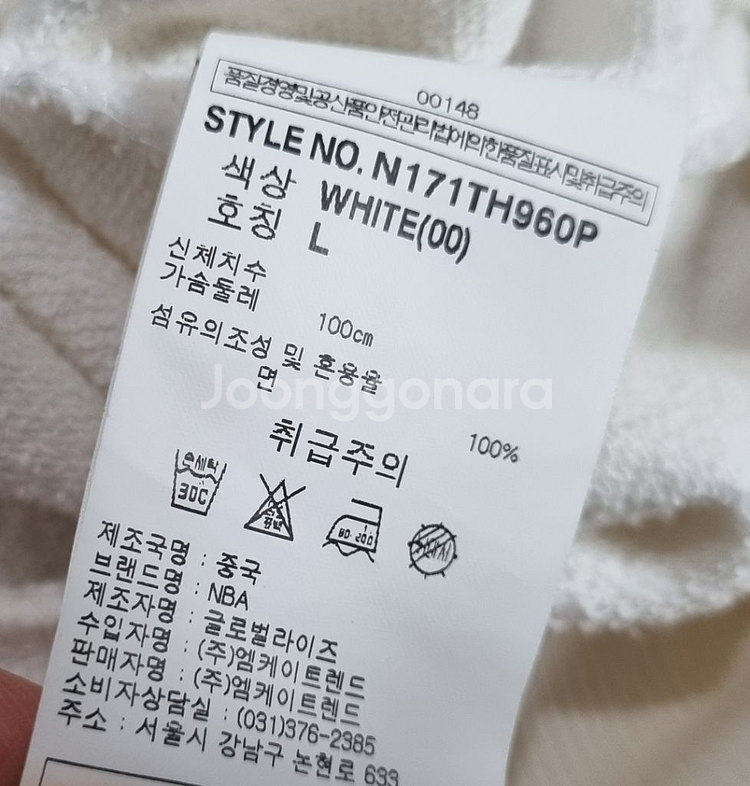 00148
품질경영및공산품안전관리법에의한품질표시및취급주의
STYLE NO. N171TH960P
색상 WHITE(00)
호칭 L
신체치수
가슴둘레 100cm
섬유의조성 및 혼용율
면 100%
Joonggonara
취급주의
손세탁
30C
제조국명 : 중국
브랜드명 : NBA
제조자명 : 글로벌라이즈
수입자명 : (주)엠케이트렌드
판매자명 : (주)엠케이트렌드
소비자상담실 : (031)376-2385
주소 : 서울시 강남구 논현로 633